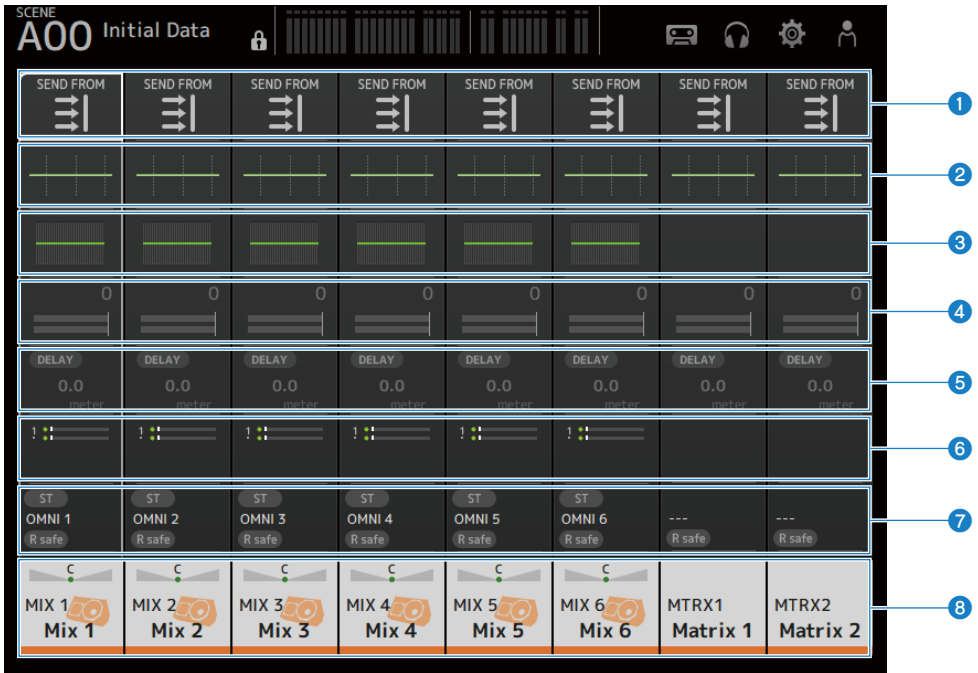 SCENE
A00 Initial Data
SEND FROM SEND FROM SEND FROM SEND FROM SEND FROM SEND FROM SEND FROM SEND FROM 1
2
3
0 0 0 0 0 0 0 0 4
DELAY DELAY DELAY DELAY DELAY DELAY DELAY DELAY
0.0 0.0 0.0 0.0 0.0 0.0 0.0 0.0 5
meter meter meter meter meter meter meter meter
1 1 1 1 1 1 6
ST ST ST ST ST ST
OMNI 1 OMNI 2 OMNI 3 OMNI 4 OMNI 5 OMNI 6 --- --- 7
R safe R safe R safe R safe R safe R safe R safe R safe
C C C C C C
MIX 1 MIX 2 MIX 3 MIX 4 MIX 5 MIX 6 MTRX1 MTRX2 8
Mix 1 Mix 2 Mix 3 Mix 4 Mix 5 Mix 6 Matrix 1 Matrix 2